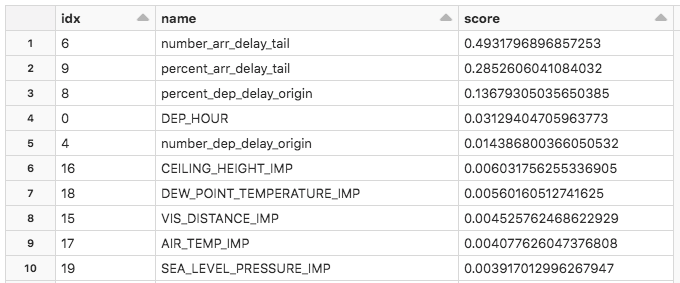 idx name score
1 6 number_arr_delay_tail 0.4931796896857253
2 9 percent_arr_delay_tail 0.2852606041084032
3 8 percent_dep_delay_origin 0.13679305035650385
4 0 DEP_HOUR 0.03129404705963773
5 4 number_dep_delay_origin 0.014386800366050532
6 16 CEILING_HEIGHT_IMP 0.006031756255336905
7 18 DEW_POINT_TEMPERATURE_IMP 0.00560160512741625
8 15 VIS_DISTANCE_IMP 0.004525762468622929
9 17 AIR_TEMP_IMP 0.004077626047376808
10 19 SEA_LEVEL_PRESSURE_IMP 0.003917012996267947